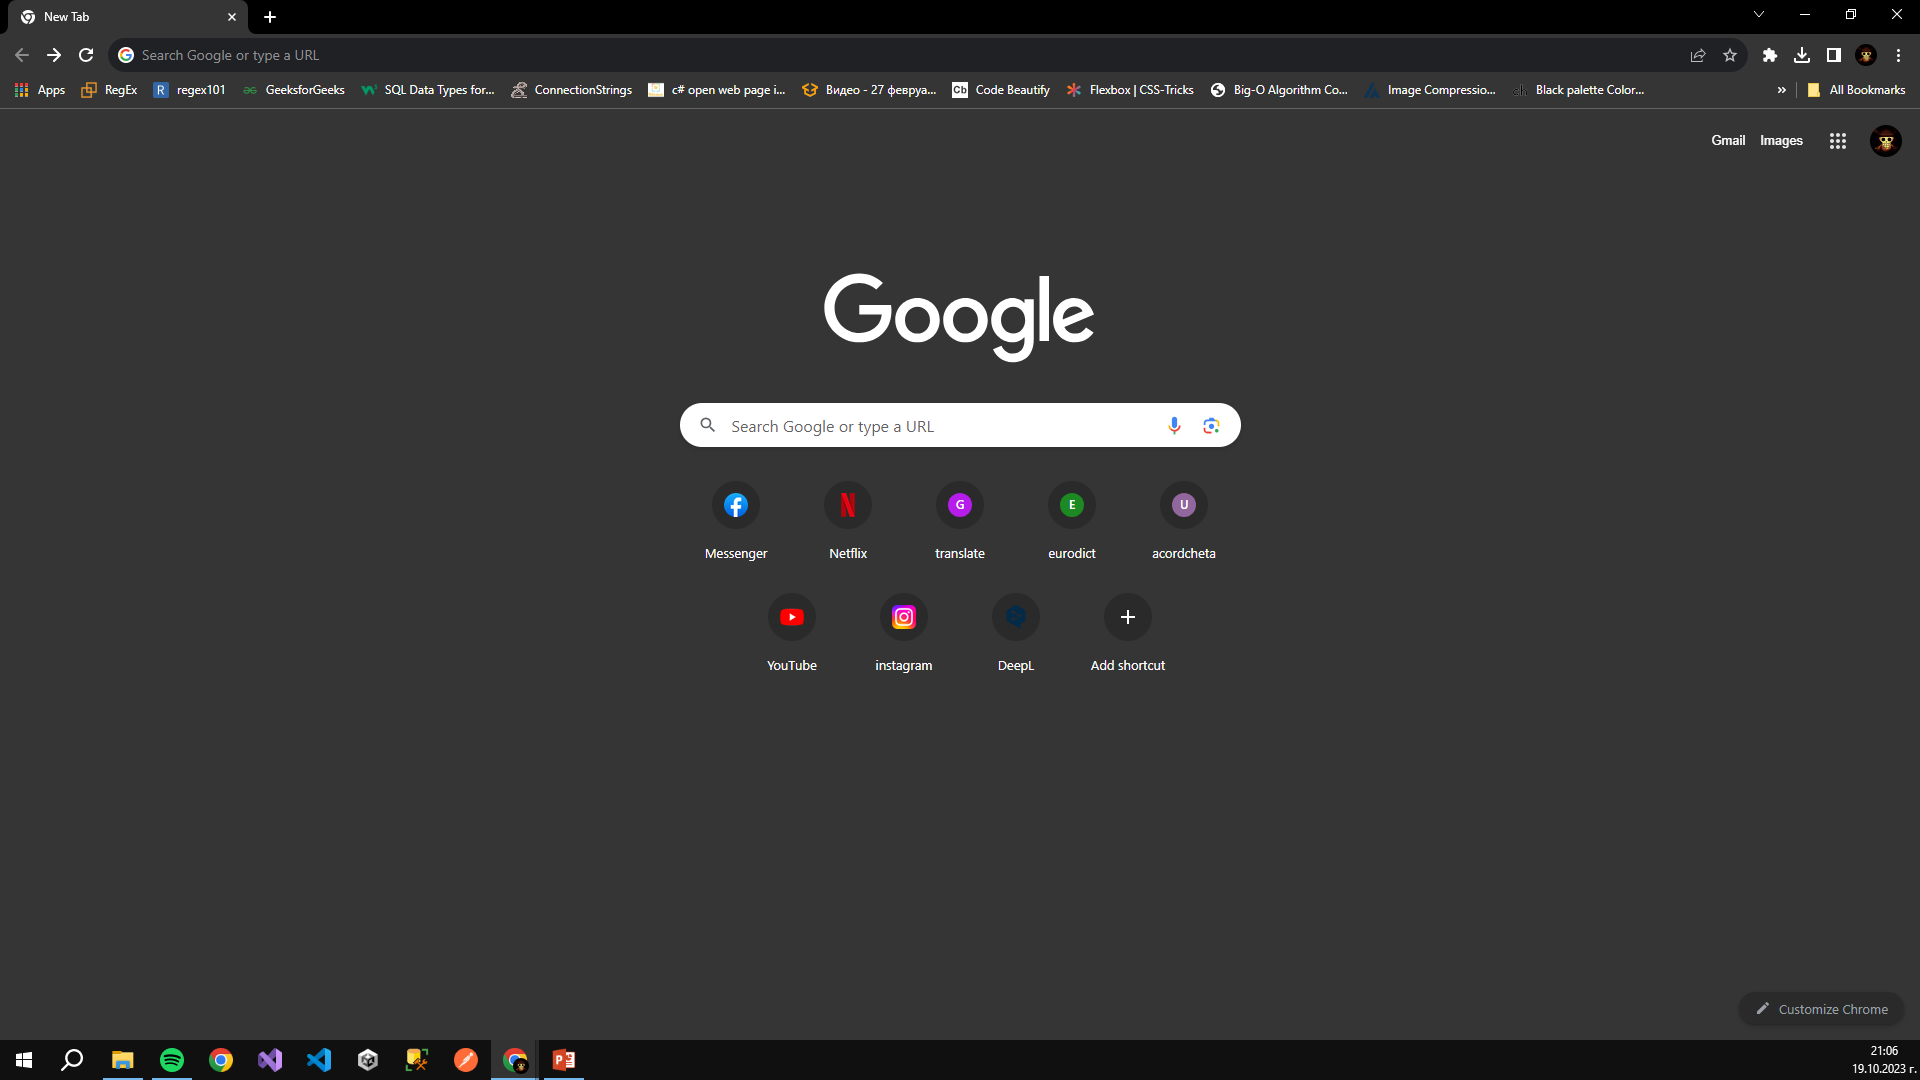 New Tab
Search Google or type a URL
Apps RegEx regex101 GeeksforGeeks SQL Data Types for... ConnectionStrings c# open web page i... Видео - 27 февруа... Code Beautify Flexbox | CSS-Tricks Big-O Algorithm Co... Image Compressio... Black palette Color... » All Bookmarks
Gmail Images
Google
Search Google or type a URL
Messenger Netflix translate eurodict acordcheta
YouTube instagram DeepL Add shortcut
Customize Chrome
21:06
19.10.2023 г.